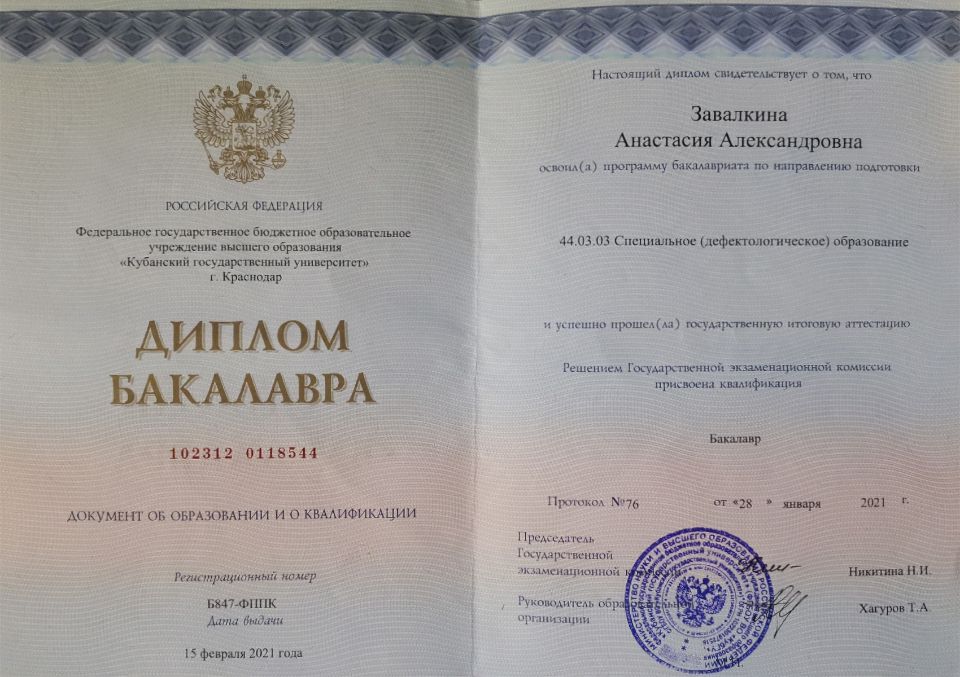 РОССИЙСКАЯ ФЕДЕРАЦИЯ
Федеральное государственное бюджетное образовательное
учреждение высшего образования
«Кубанский государственный университет»
г. Краснодар
ДИПЛОМ
БАКАЛАВРА
102312 0118544
ДОКУМЕНТ ОБ ОБРАЗОВАНИИ И О КВАЛИФИКАЦИИ
Регистрационный номер
Б847-ФППК
Дата выдачи
15 февраля 2021 года
Настоящий диплом свидетельствует о том, что
Завалкина
Анастасия Александровна
освоил(а) программу бакалавриата по направлению подготовки
44.03.03 Специальное (дефектологическое) образование
и успешно прошел(ла) государственную итоговую аттестацию
Решением Государственной экзаменационной комиссии
присвоена квалификация
Бакалавр
Протокол №76 от «28 » января 2021 г.
Председатель
Государственной
экзаменационной
Никитина Н.И.
Руководитель образовательной
организации
Хагуров Т.А.